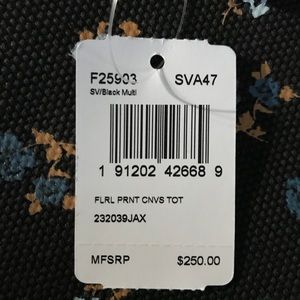 F25903 SVA47
SV/Black Multi
1 91202 42668 9
FLRL PRNT CNVS TOT
232039JAX
MFSRP $250.00